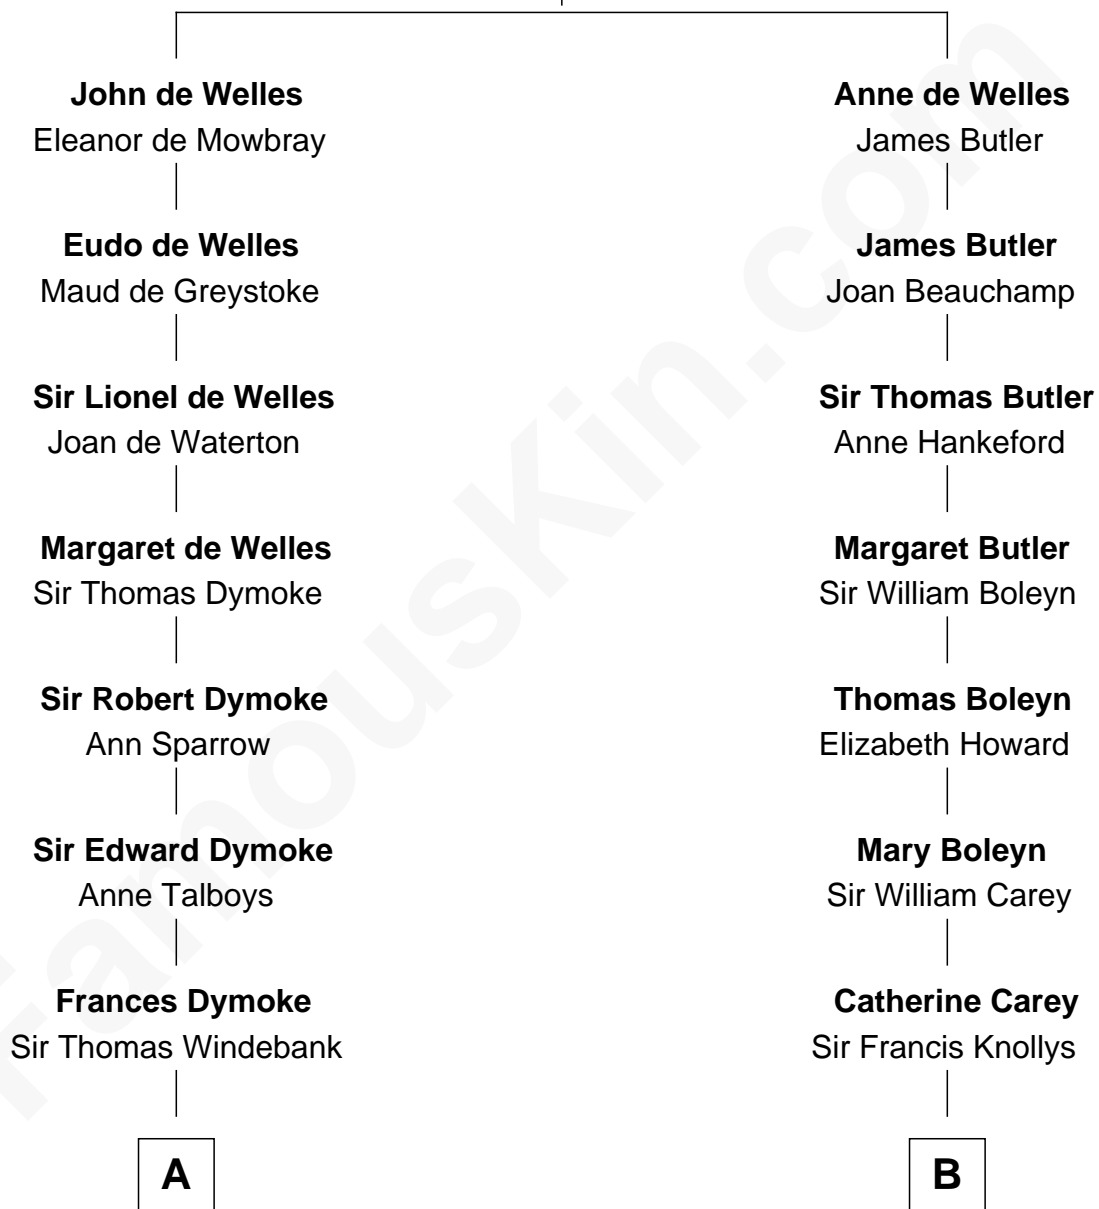 John de Welles
Eleanor de Mowbray
Eudo de Welles
Maud de Greystoke
Sir Lionel de Welles
Joan de Waterton
Margaret de Welles
Sir Thomas Dymoke
Sir Robert Dymoke
Ann Sparrow
Sir Edward Dymoke
Anne Talboys
Frances Dymoke
Sir Thomas Windebank
A
Anne de Welles
James Butler
James Butler
Joan Beauchamp
Sir Thomas Butler
Anne Hankeford
Margaret Butler
Sir William Boleyn
Thomas Boleyn
Elizabeth Howard
Mary Boleyn
Sir William Carey
Catherine Carey
Sir Francis Knollys
B
FamousKin.com